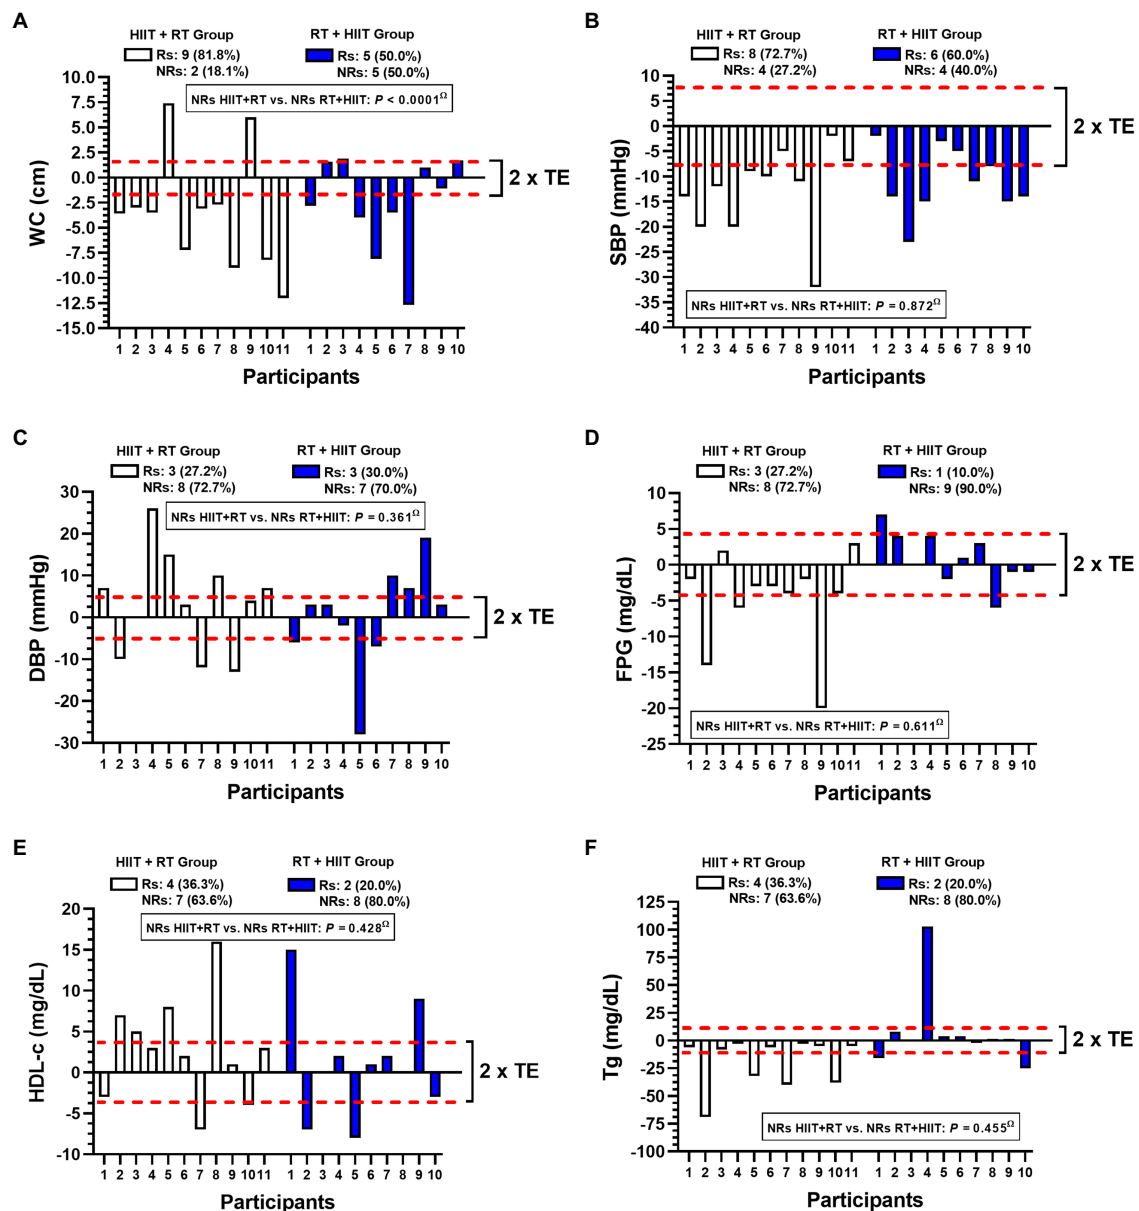 A
HIIT + RT Group
RT + HIIT Group
Rs: 9 (81.8%)
NRs: 2 (18.1%)
Rs: 5 (50.0%)
NRs: 5 (50.0%)
NRs HIIT+RT vs. NRs RT+HIIT: P < 0.0001Ω
WC (cm)
10.0
7.5
5.0
2.5
0.0
-2.5
-5.0
-7.5
-10.0
-12.5
-15.0
2 x TE
1 2 3 4 5 6 7 8 9 10 11 1 2 3 4 5 6 7 8 9 10
Participants
B
HIIT + RT Group
RT + HIIT Group
Rs: 8 (72.7%)
NRs: 4 (27.2%)
Rs: 6 (60.0%)
NRs: 4 (40.0%)
SBP (mmHg)
10
5
0
-5
-10
-15
-20
-25
-30
-35
-40
2 x TE
NRs HIIT+RT vs. NRs RT+HIIT: P = 0.872Ω
1 2 3 4 5 6 7 8 9 10 11 1 2 3 4 5 6 7 8 9 10
Participants
C
HIIT + RT Group
RT + HIIT Group
Rs: 3 (27.2%)
NRs: 8 (72.7%)
Rs: 3 (30.0%)
NRs: 7 (70.0%)
NRs HIIT+RT vs. NRs RT+HIIT: P = 0.361Ω
DBP (mmHg)
30
20
10
0
-10
-20
-30
2 x TE
1 2 3 4 5 6 7 8 9 10 11 1 2 3 4 5 6 7 8 9 10
Participants
D
HIIT + RT Group
RT + HIIT Group
Rs: 3 (27.2%)
NRs: 8 (72.7%)
Rs: 1 (10.0%)
NRs: 9 (90.0%)
FPG (mg/dL)
10
5
0
-5
-10
-15
-20
-25
2 x TE
NRs HIIT+RT vs. NRs RT+HIIT: P = 0.611Ω
1 2 3 4 5 6 7 8 9 10 11 1 2 3 4 5 6 7 8 9 10
Participants
E
HIIT + RT Group
RT + HIIT Group
Rs: 4 (36.3%)
NRs: 7 (63.6%)
Rs: 2 (20.0%)
NRs: 8 (80.0%)
NRs HIIT+RT vs. NRs RT+HIIT: P = 0.428Ω
HDL-c (mg/dL)
20
15
10
5
0
-5
-10
2 x TE
1 2 3 4 5 6 7 8 9 10 11 1 2 3 4 5 6 7 8 9 10
Participants
F
HIIT + RT Group
RT + HIIT Group
Rs: 4 (36.3%)
NRs: 7 (63.6%)
Rs: 2 (20.0%)
NRs: 8 (80.0%)
Tg (mg/dL)
125
100
75
50
25
0
-25
-50
-75
-100
2 x TE
NRs HIIT+RT vs. NRs RT+HIIT: P = 0.455Ω
1 2 3 4 5 6 7 8 9 10 11 1 2 3 4 5 6 7 8 9 10
Participants